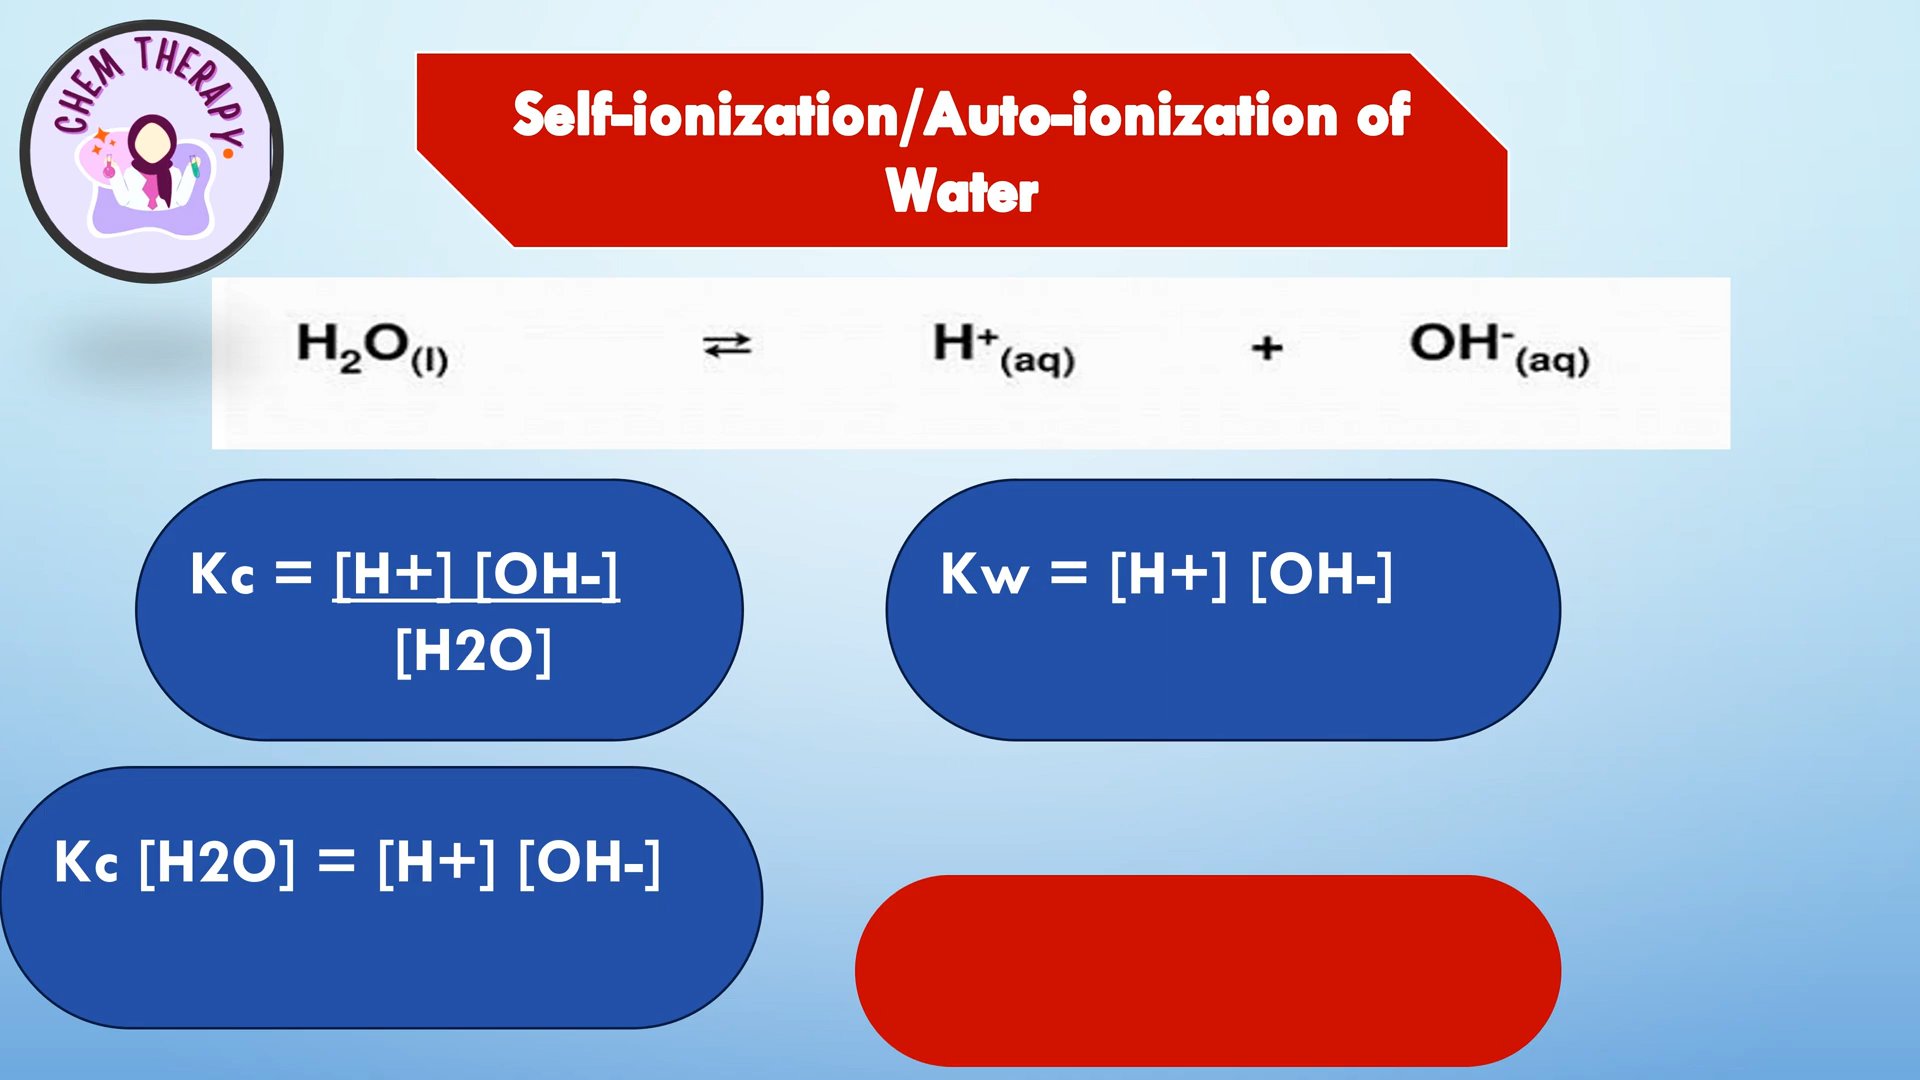 CHEM THERAPY
Self-ionization/Auto-ionization of
Water
H₂O(l) ⇄ H⁺(aq) + OH⁻(aq)
Kc = [H+] [OH-]
[H2O]
Kw = [H+] [OH-]
Kc [H2O] = [H+] [OH-]